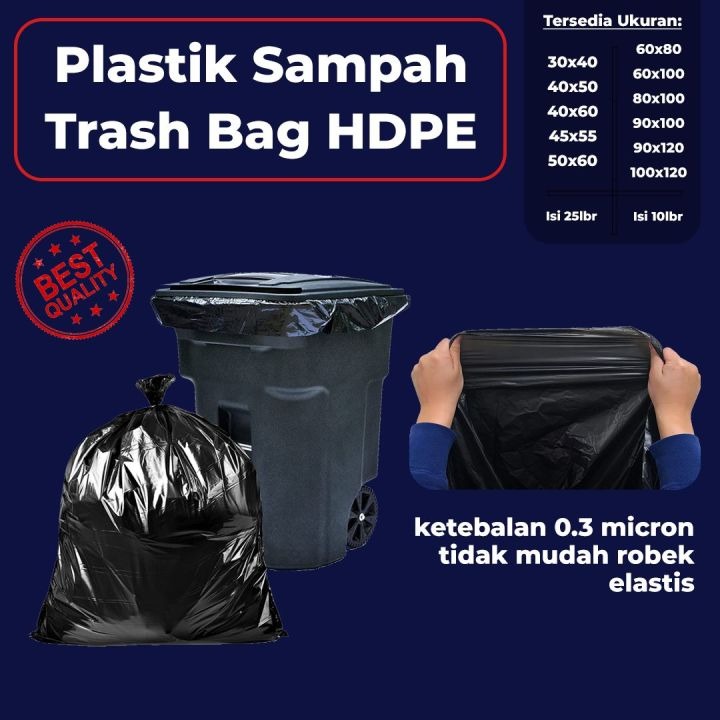 Plastik Sampah
Trash Bag HDPE
Tersedia Ukuran:
30x40
40x50
40x60
45x55
50x60
Isi 25lbr
60x80
60x100
80x100
90x100
90x120
100x120
Isi 10lbr
BEST
QUALITY
ketebalan 0.3 micron
tidak mudah robek
elastis